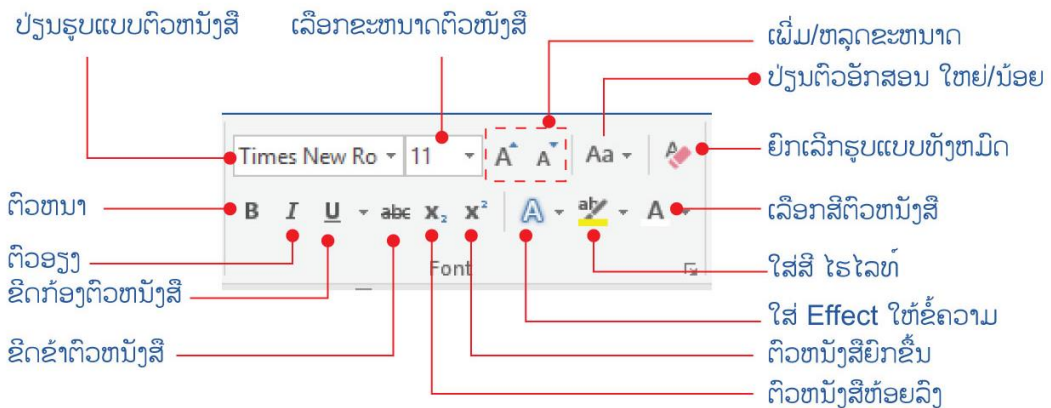 ປ່ຽນຮູບແບບຕົວຫນັງສື
ເລືອກຂະຫນາດຕົວໜັງສື
ເພີ່ມ/ຫລຸດຂະຫນາດ
ປ່ຽນຕົວອັກສອນ ໃຫຍ່/ນ້ອຍ
Times New Ro 11 A A Aa A
ຍົກເລີກຮູບແບບທັງຫມົດ
ຕົວຫນາ
B I U abc x₂ x² A ab A
ເລືອກສີຕົວຫນັງສື
ຕົວອຽງ
Font
ໃສ່ສີ ໄຮໄລທ໌
ຂີດກ້ອງຕົວຫນັງສື
ໃສ່ Effect ໃຫ້ຂໍ້ຄວາມ
ຂີດຂ້າຕົວຫນັງສື
ຕົວຫນັງສືຍົກຂຶ້ນ
ຕົວຫນັງສືຫ້ອຍລົງ